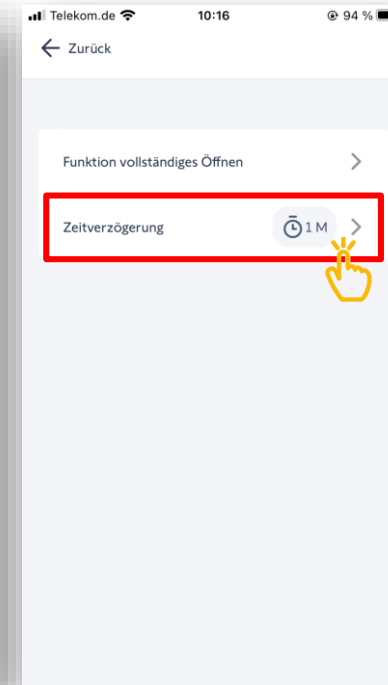 Telekom.de 10:16 94 %
Zurück
Funktion vollständiges Öffnen
Zeitverzögerung 1 M